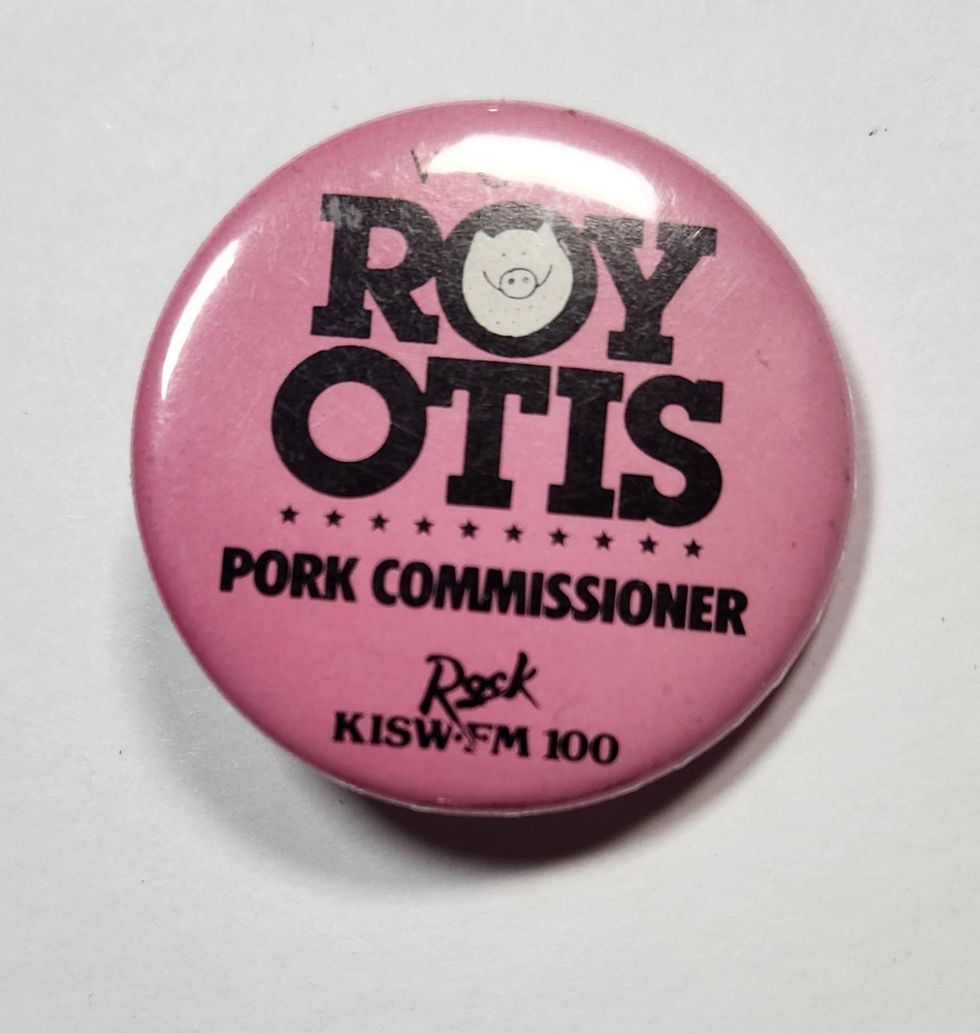 ROY
OTIS
PORK COMMISSIONER
Rock
KISW·FM 100